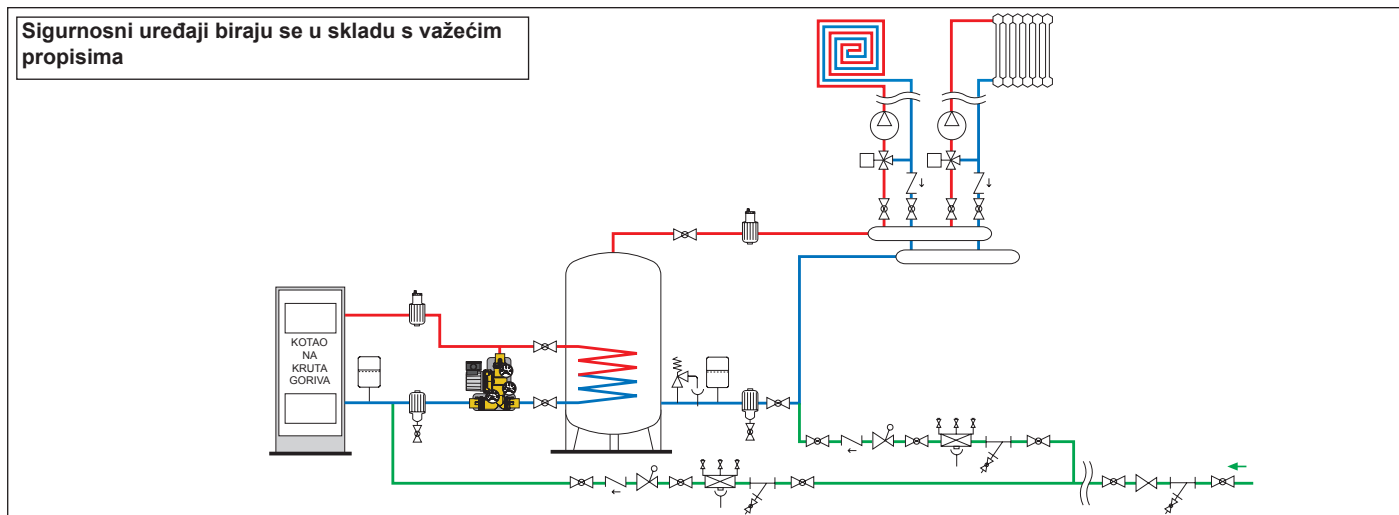 Sigurnosni uređaji biraju se u skladu s važećim
propisima
KOTAO
NA
KRUTA
GORIVA